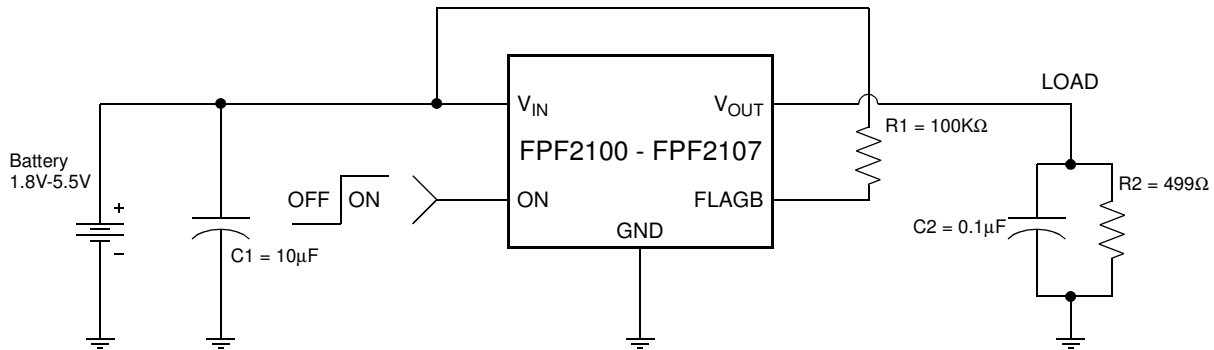 LOAD
V_IN
V_OUT
R1 = 100KΩ
FPF2100 - FPF2107
Battery
1.8V-5.5V
OFF
ON
ON
FLAGB
R2 = 499Ω
+
GND
C2 = 0.1µF
–
C1 = 10µF